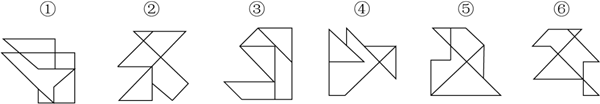 ① ② ③ ④ ⑤ ⑥